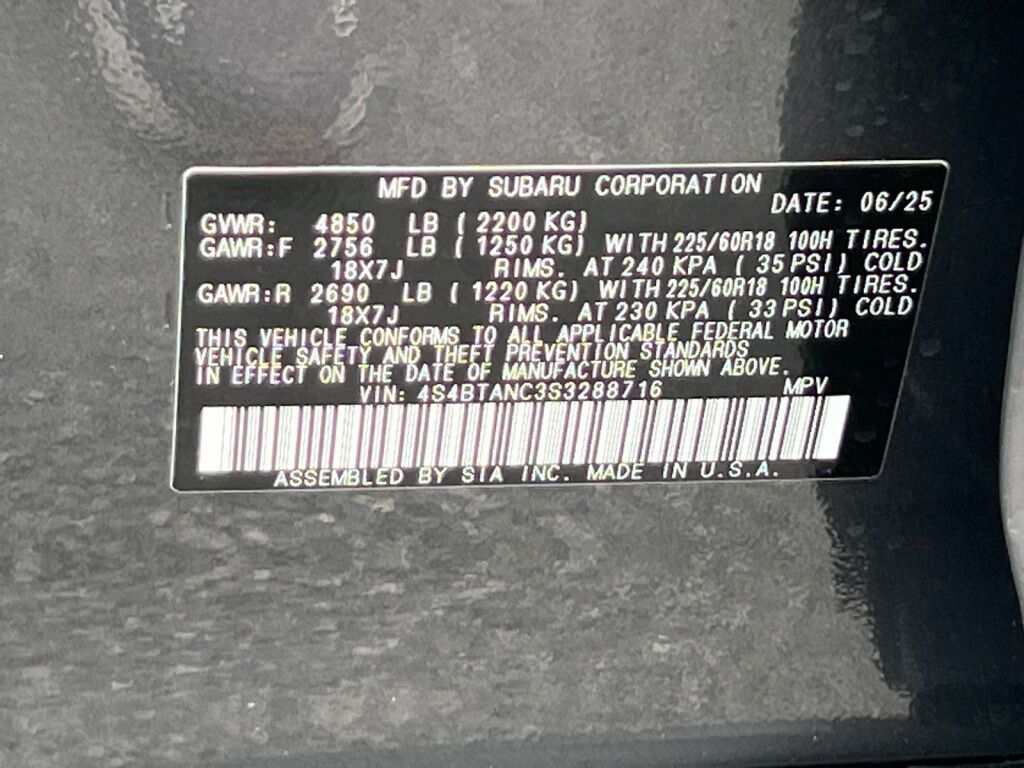 MFD BY SUBARU CORPORATION
DATE: 06/25
GVWR: 4850 LB ( 2200 KG)
GAWR:F 2756 LB ( 1250 KG) WITH 225/60R18 100H TIRES.
18X7J RIMS. AT 240 KPA ( 35 PSI) COLD
GAWR:R 2690 LB ( 1220 KG) WITH 225/60R18 100H TIRES.
18X7J RIMS. AT 230 KPA ( 33 PSI) COLD
THIS VEHICLE CONFORMS TO ALL APPLICABLE FEDERAL MOTOR
VEHICLE SAFETY AND THEFT PREVENTION STANDARDS
IN EFFECT ON THE DATE OF MANUFACTURE SHOWN ABOVE.
VIN: 4S4BTANC3S3288716 MPV
ASSEMBLED BY SIA INC. MADE IN U.S.A.